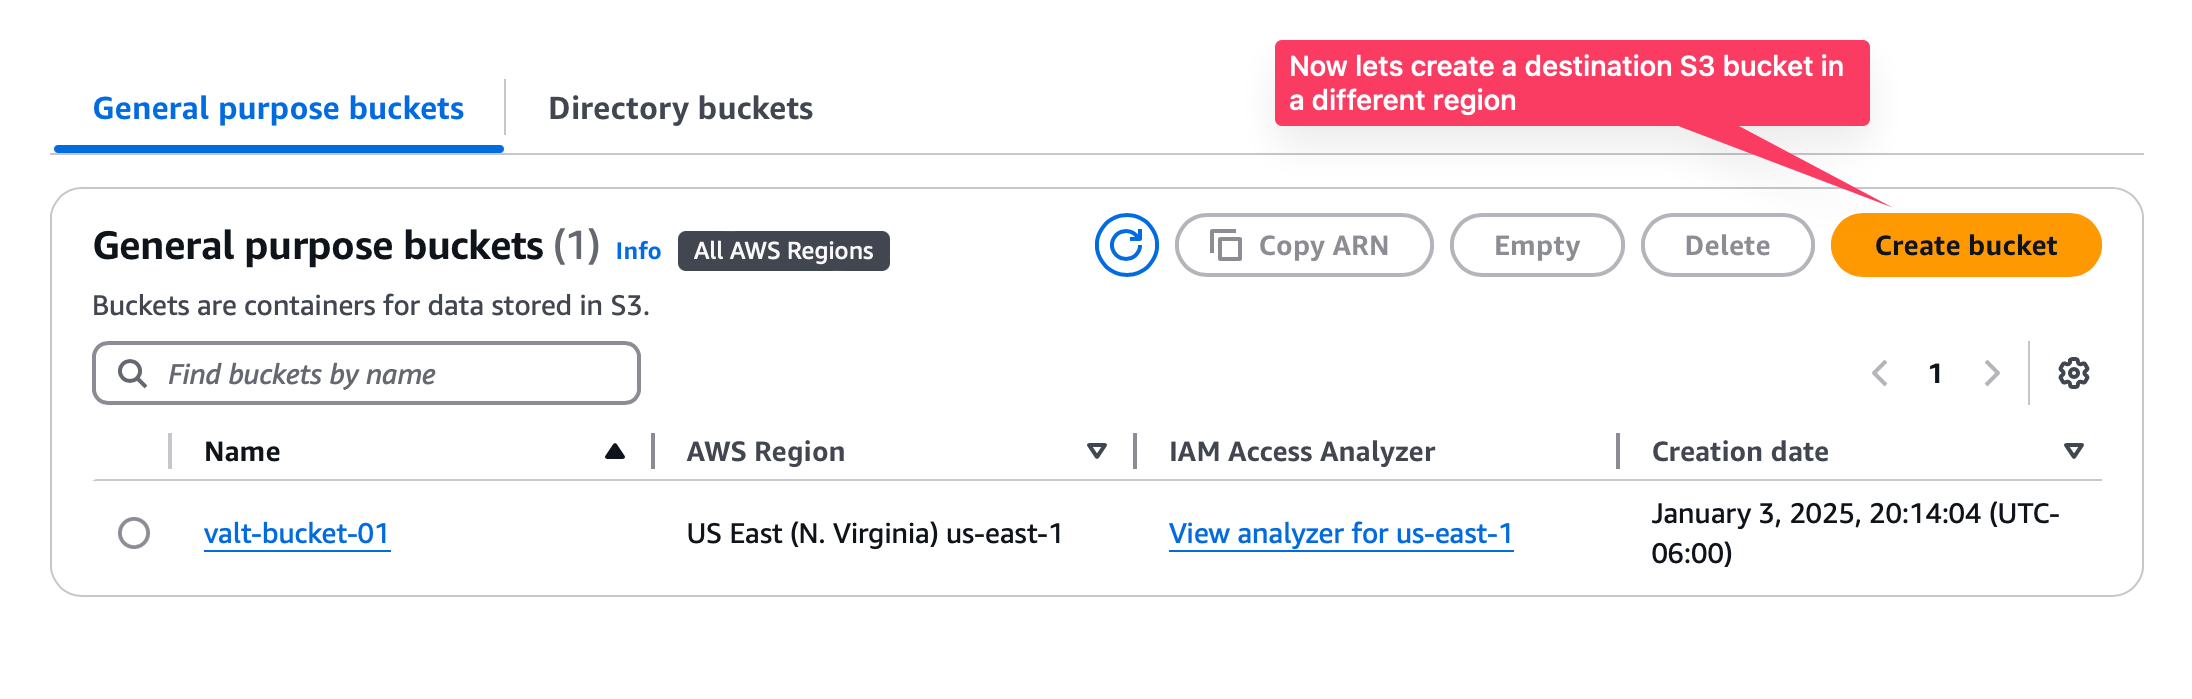 Now lets create a destination S3 bucket in
a different region
General purpose buckets
Directory buckets
General purpose buckets (1) Info All AWS Regions
Copy ARN
Empty
Delete
Create bucket
Buckets are containers for data stored in S3.
Find buckets by name
1
Name
AWS Region
IAM Access Analyzer
Creation date
valt-bucket-01
US East (N. Virginia) us-east-1
View analyzer for us-east-1
January 3, 2025, 20:14:04 (UTC-
06:00)